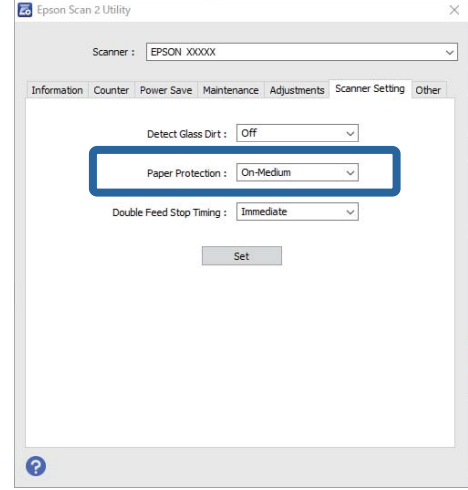 Epson Scan 2 Utility
Scanner : EPSON XXXXX
Information Counter Power Save Maintenance Adjustments Scanner Setting Other
Detect Glass Dirt : Off
Paper Protection : On-Medium
Double Feed Stop Timing : Immediate
Set
?